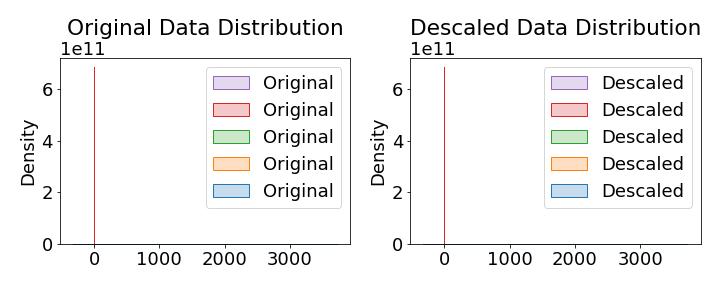 Original Data Distribution
1e11
Density
6
4
2
0
0 1000 2000 3000
Original
Original
Original
Original
Original
Descaled Data Distribution
1e11
Density
6
4
2
0
0 1000 2000 3000
Descaled
Descaled
Descaled
Descaled
Descaled